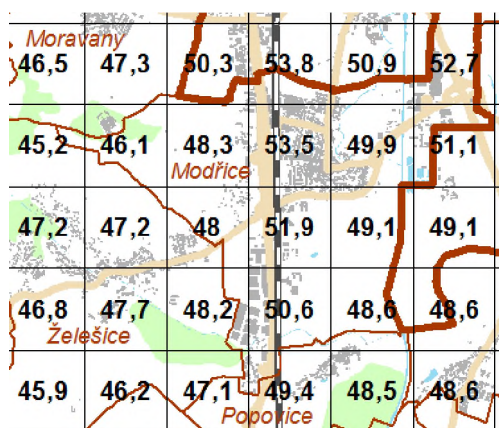 Moravany
46,5 47,3 50,3 53,8 50,9 52,7
45,2 46,1 48,3 53,5 49,9 51,1
Modřice
47,2 47,2 48 51,9 49,1 49,1
46,8 47,7 48,2 50,6 48,6 48,6
Želešice
45,9 46,2 47,1 49,4 48,5 48,6
Popovice